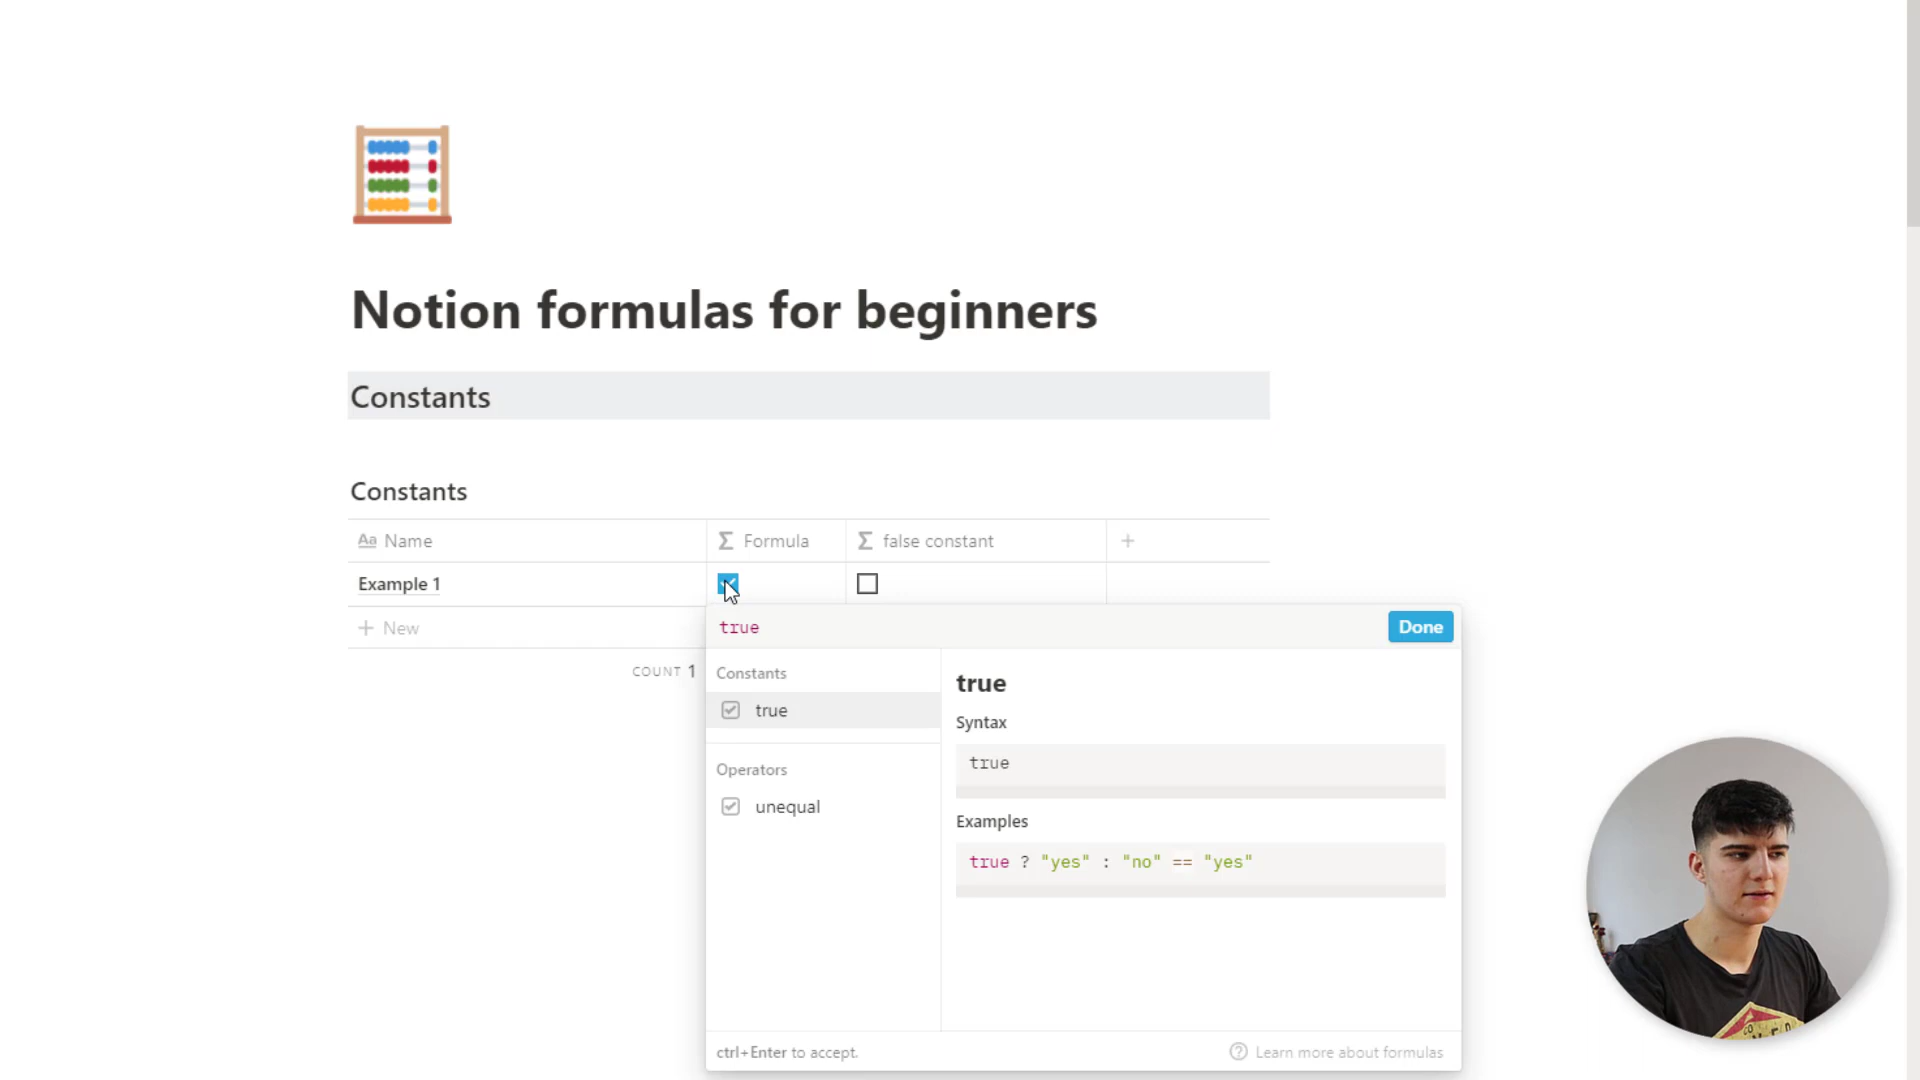 Notion formulas for beginners
Constants
Constants
Aa Name
Σ Formula
Σ false constant
+
Example 1
+ New
COUNT 1
true
Done
Constants
true
Operators
unequal
true
Syntax
true
Examples
true ? "yes" : "no" == "yes"
ctrl+Enter to accept.
Learn more about formulas